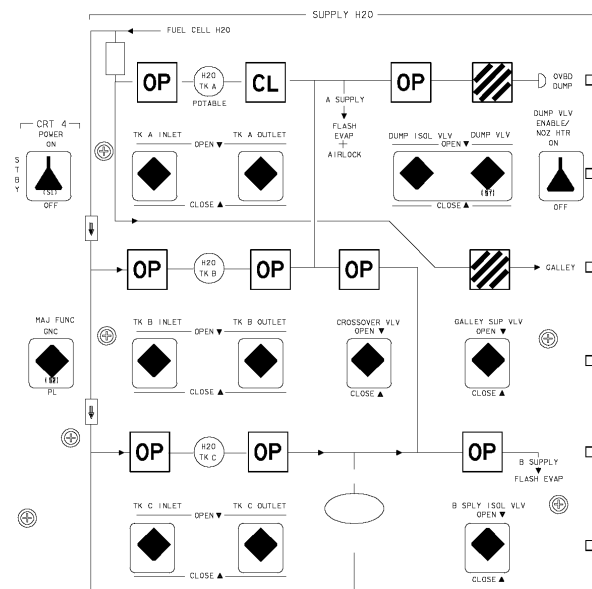 SUPPLY H2O
FUEL CELL H2O
OP
H2O
TK A
POTABLE
CL
OP
OVBD
DUMP
A SUPPLY
FLASH
EVAP
+
AIRLOCK
CRT 4
POWER
ON
STBY
(S1)
OFF
TK A INLET
TK A OUTLET
OPEN ▼
CLOSE ▲
DUMP ISOL VLV
DUMP VLV
OPEN ▼
CLOSE ▲
DUMP VLV
ENABLE/
NOZ HTR
ON
OFF
OP
H2O
TK B
OP
OP
GALLEY
MAJ FUNC
GNC
PL
TK B INLET
TK B OUTLET
OPEN ▼
CLOSE ▲
CROSSOVER VLV
OPEN ▼
CLOSE ▲
GALLEY SUP VLV
OPEN ▼
CLOSE ▲
OP
H2O
TK C
OP
OP
B SUPPLY
FLASH EVAP
TK C INLET
TK C OUTLET
OPEN ▼
CLOSE ▲
B SPLY ISOL VLV
OPEN ▼
CLOSE ▲